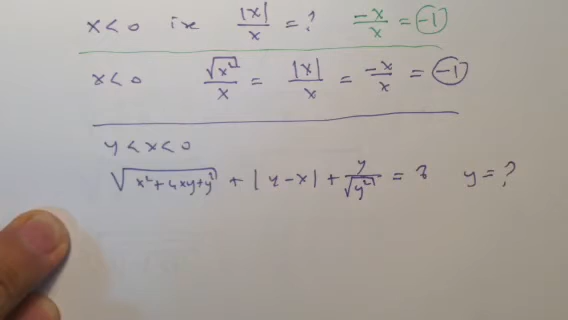 x < 0 ise |x|/x = ? -x/x = -1
x < 0 √x²/x = |x|/x = -x/x = -1
y < x < 0
√x²+4xy+y² + |y-x| + y/√y² = 3 y = ?